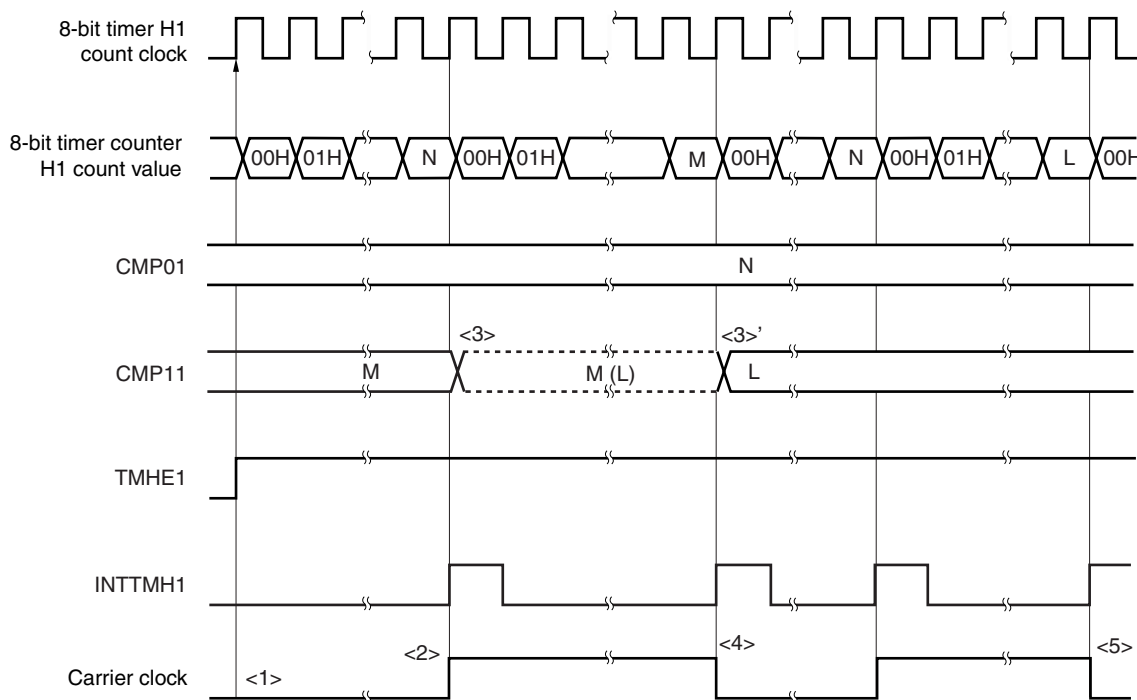 8-bit timer H1
count clock
8-bit timer counter
H1 count value
00H 01H N 00H 01H M 00H N 00H 01H L 00H
CMP01
N
<3> <3>’
CMP11
M M (L) L
TMHE1
INTTMH1
<2> <4> <5>
Carrier clock
<1>